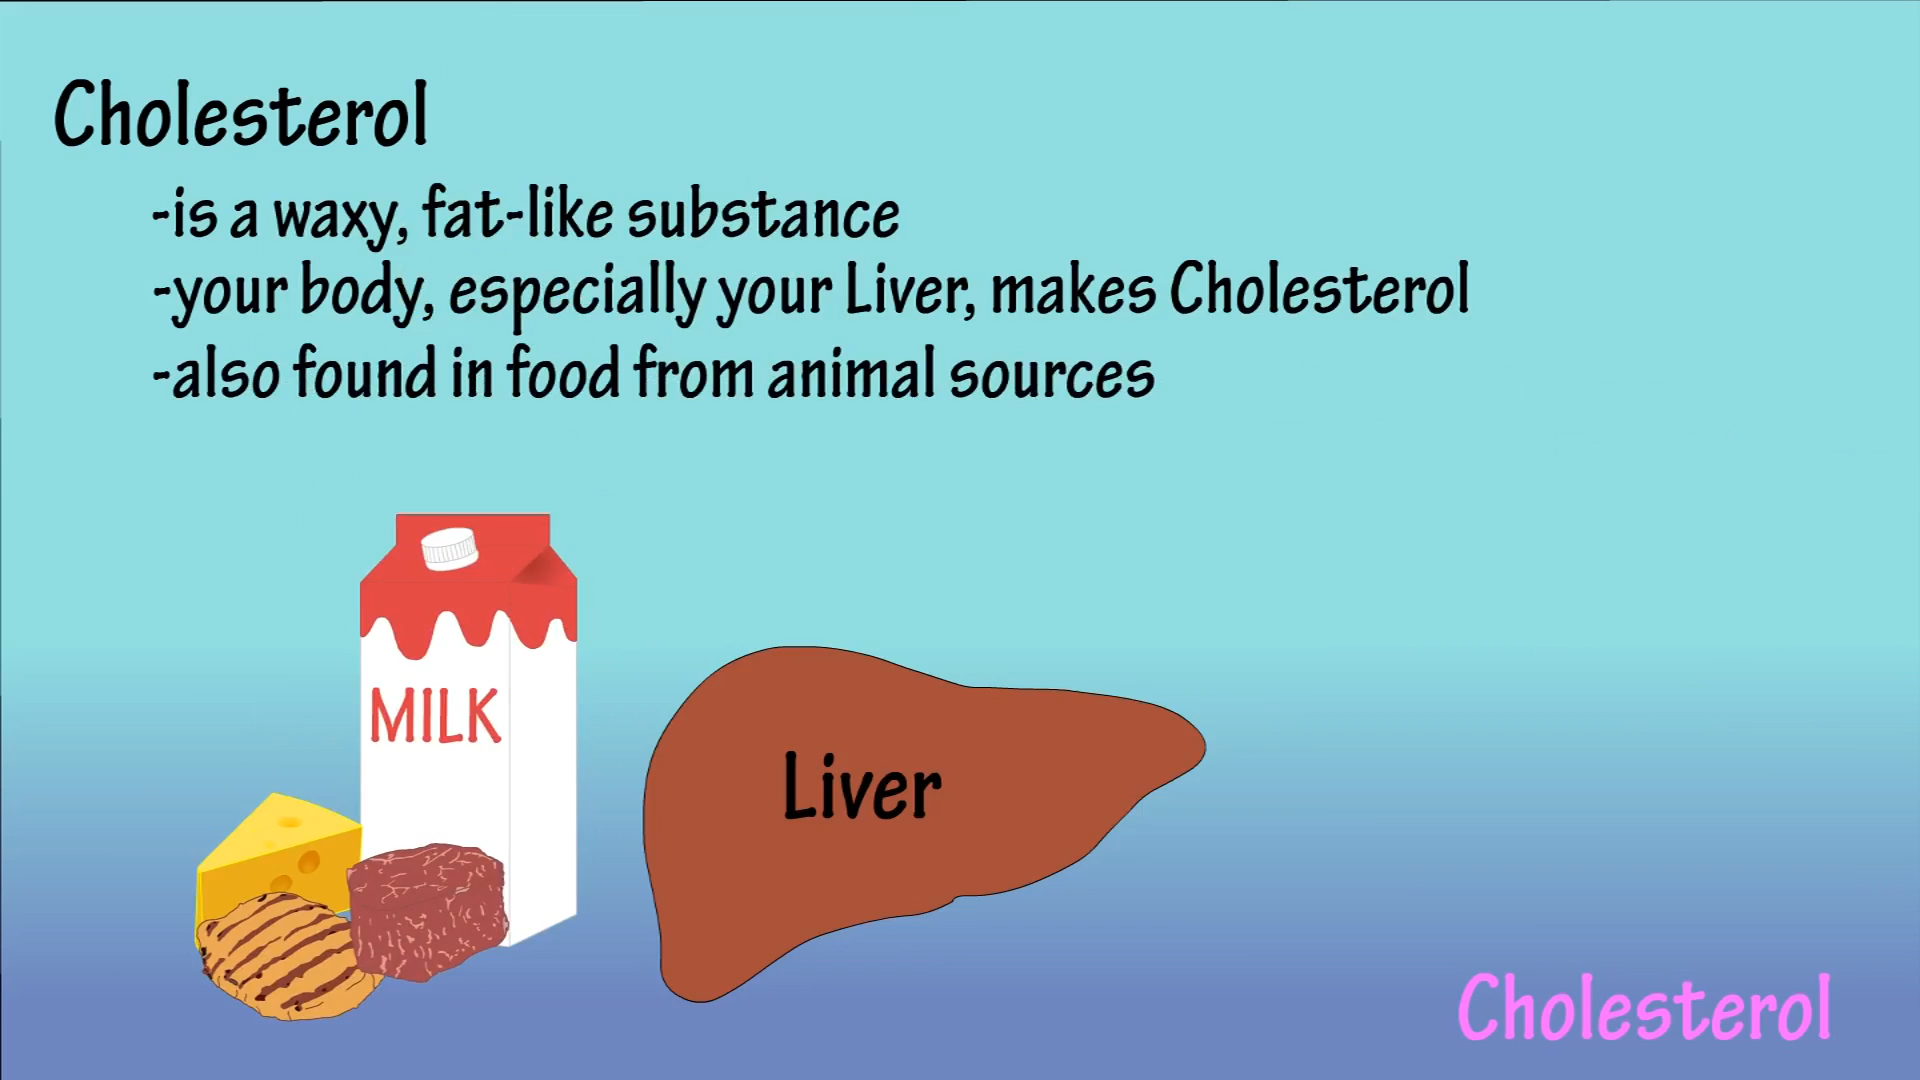 Cholesterol
-is a waxy, fat-like substance
-your body, especially your Liver, makes Cholesterol
-also found in food from animal sources
MILK
Liver
Cholesterol